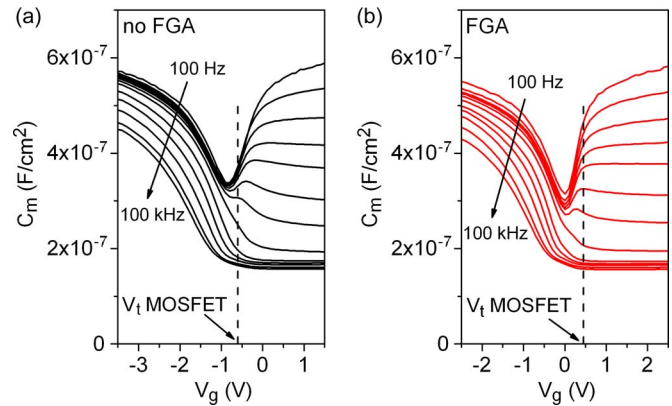 (a)
no FGA
6x10⁻⁷
100 Hz
4x10⁻⁷
100 kHz
2x10⁻⁷
Vₜ MOSFET
0
-3 -2 -1 0 1
V_g (V)
C_m (F/cm²)
(b)
FGA
6x10⁻⁷
100 Hz
4x10⁻⁷
100 kHz
2x10⁻⁷
Vₜ MOSFET
0
-2 -1 0 1 2
V_g (V)
C_m (F/cm²)